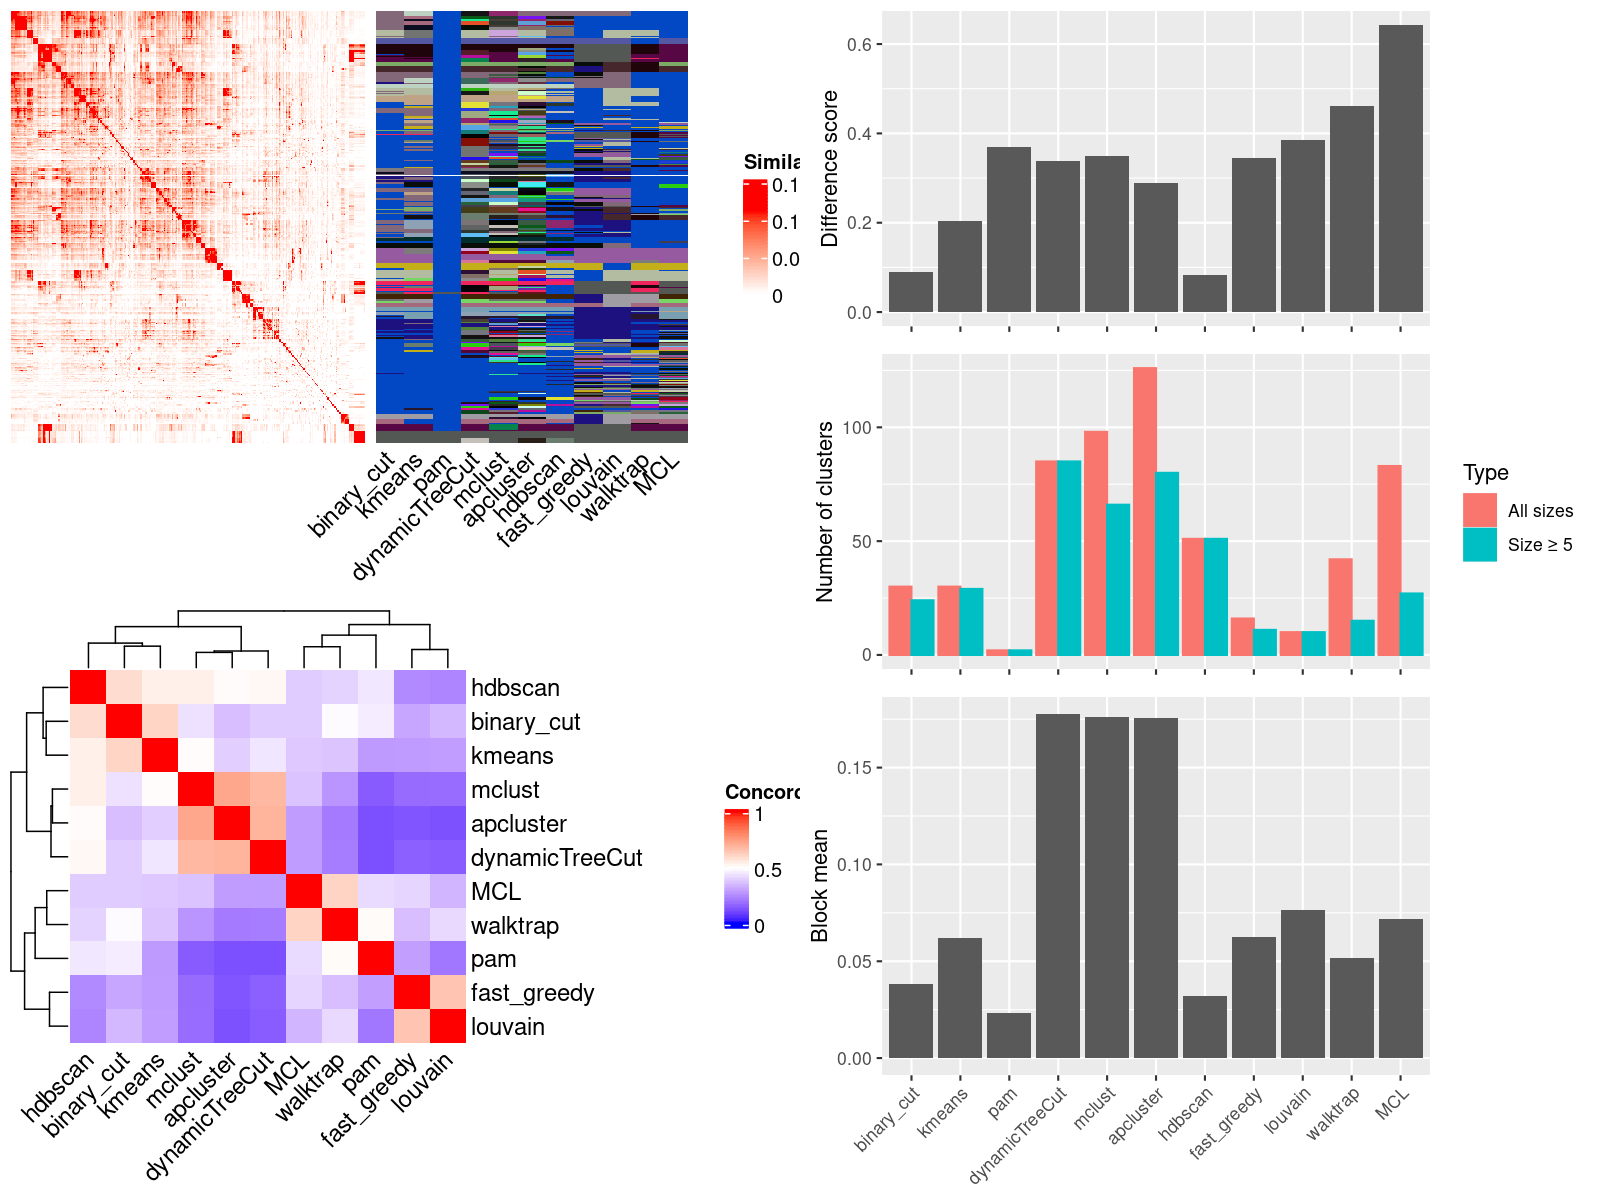 Simila
0.1
0.1
0.0
0
binary_cut
kmeans
pam
dynamicTreeCut
mclust
apcluster
hdbscan
fast_greedy
louvain
walktrap
MCL
hdbscan
binary_cut
kmeans
mclust
apcluster
dynamicTreeCut
MCL
walktrap
pam
fast_greedy
louvain
hdbscan
binary_cut
kmeans
mclust
apcluster
dynamicTreeCut
MCL
walktrap
pam
fast_greedy
louvain
Concord
1
0.5
0
Difference score
0.6
0.4
0.2
0.0
Number of clusters
100
50
0
Type
All sizes
Size ≥ 5
Block mean
0.15
0.10
0.05
0.00
binary_cut
kmeans
pam
dynamicTreeCut
mclust
apcluster
hdbscan
fast_greedy
louvain
walktrap
MCL